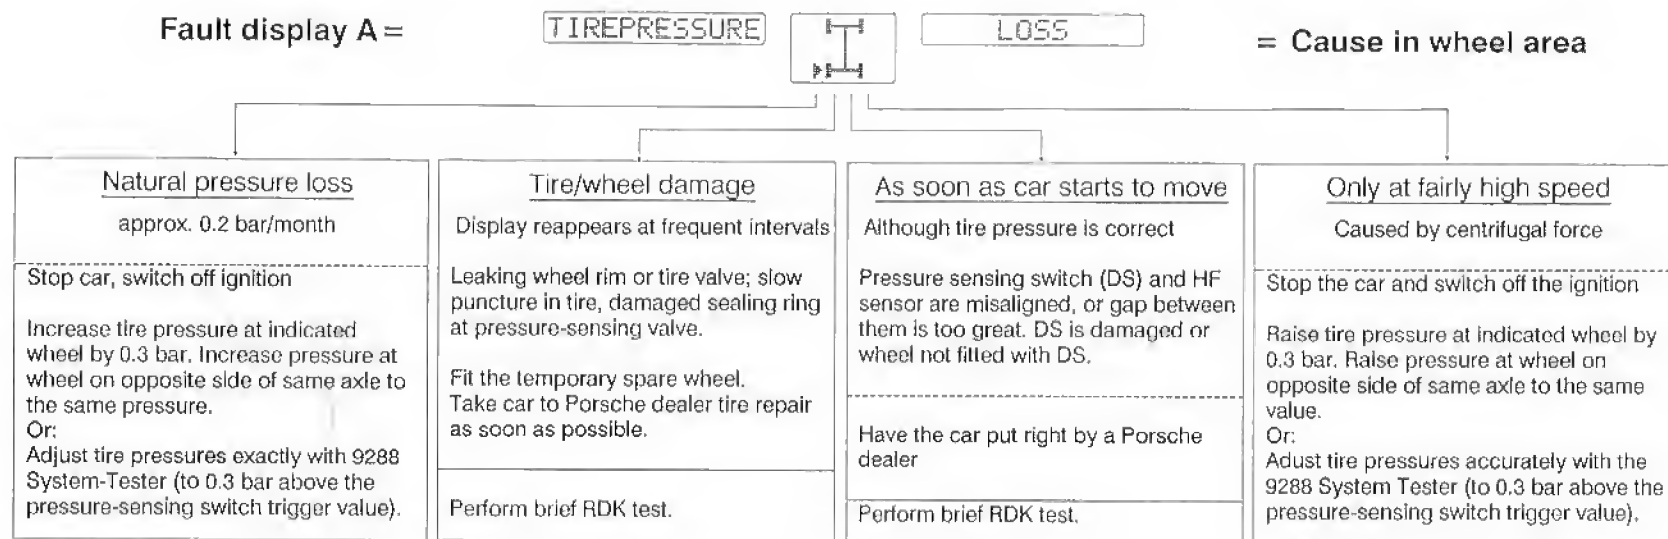 Fault display A =
TIREPRESSURE
LOSS
= Cause in wheel area
Natural pressure loss
approx. 0.2 bar/month
Stop car, switch off ignition
Increase tire pressure at indicated
wheel by 0.3 bar. Increase pressure at
wheel on opposite side of same axle to
the same pressure.
Or:
Adjust tire pressures exactly with 9288
System-Tester (to 0.3 bar above the
pressure-sensing switch trigger value).
Tire/wheel damage
Display reappears at frequent intervals
Leaking wheel rim or tire valve; slow
puncture in tire, damaged sealing ring
at pressure-sensing valve.
Fit the temporary spare wheel.
Take car to Porsche dealer tire repair
as soon as possible.
Perform brief RDK test.
As soon as car starts to move
Although tire pressure is correct
Pressure sensing switch (DS) and HF
sensor are misaligned, or gap between
them is too great. DS is damaged or
wheel not fitted with DS.
Have the car put right by a Porsche
dealer
Perform brief RDK test.
Only at fairly high speed
Caused by centrifugal force
Stop the car and switch off the ignition
Raise tire pressure at indicated wheel by
0.3 bar. Raise pressure at wheel on
opposite side of same axle to the same
value.
Or:
Adust tire pressures accurately with the
9288 System Tester (to 0.3 bar above the
pressure-sensing switch trigger value).